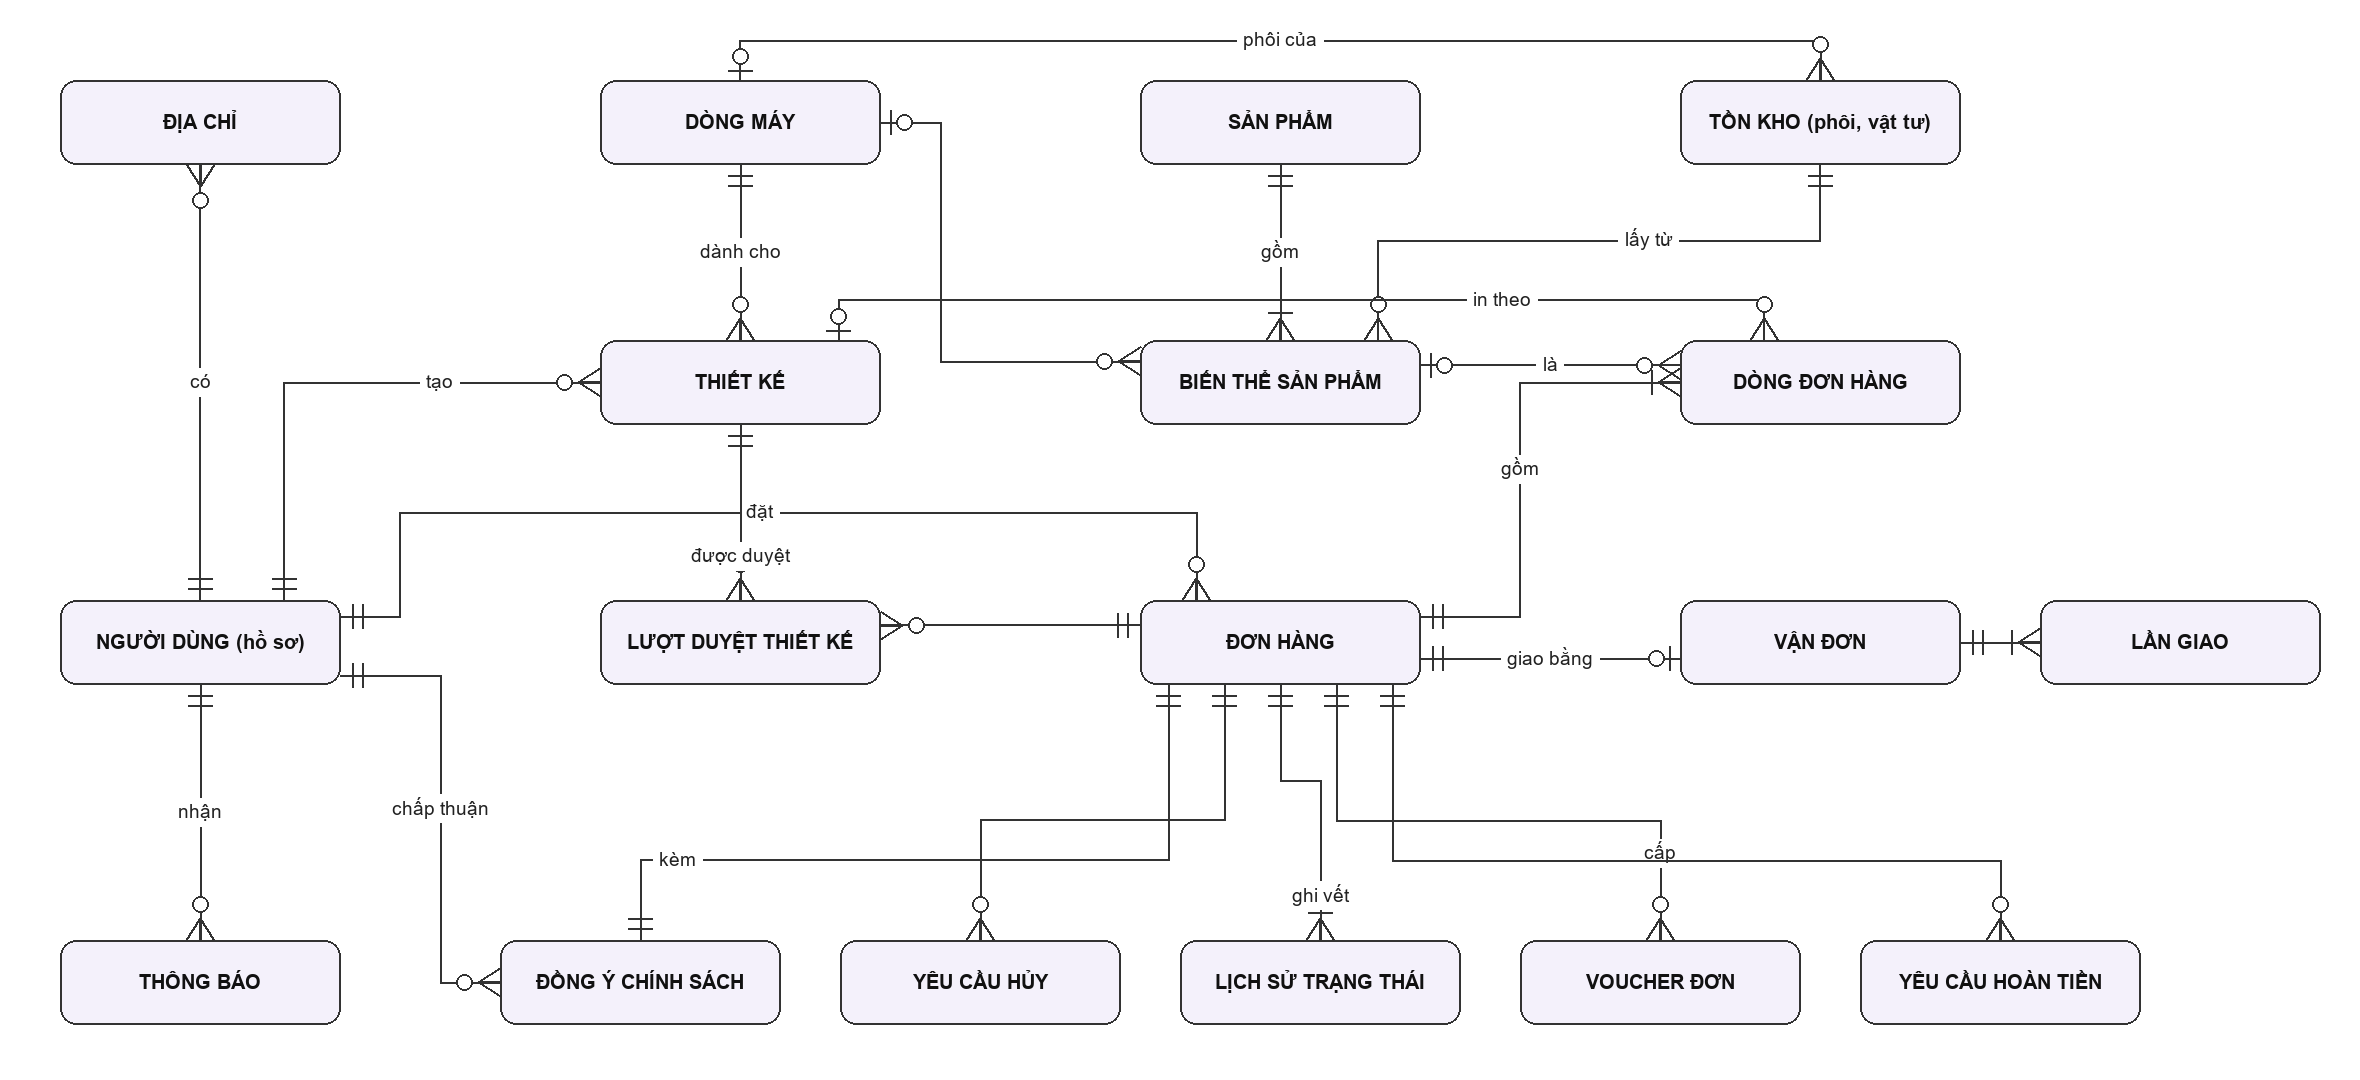 phôi của
ĐỊA CHỈ
DÒNG MÁY
SẢN PHẨM
TỒN KHO (phôi, vật tư)
dành cho
gồm
lấy từ
in theo
có
tạo
THIẾT KẾ
BIẾN THỂ SẢN PHẨM
là
DÒNG ĐƠN HÀNG
gồm
đặt
được duyệt
NGƯỜI DÙNG (hồ sơ)
LƯỢT DUYỆT THIẾT KẾ
ĐƠN HÀNG
giao bằng
VẬN ĐƠN
LẦN GIAO
nhận
chấp thuận
kèm
cấp
ghi vết
THÔNG BÁO
ĐỒNG Ý CHÍNH SÁCH
YÊU CẦU HỦY
LỊCH SỬ TRẠNG THÁI
VOUCHER ĐƠN
YÊU CẦU HOÀN TIỀN